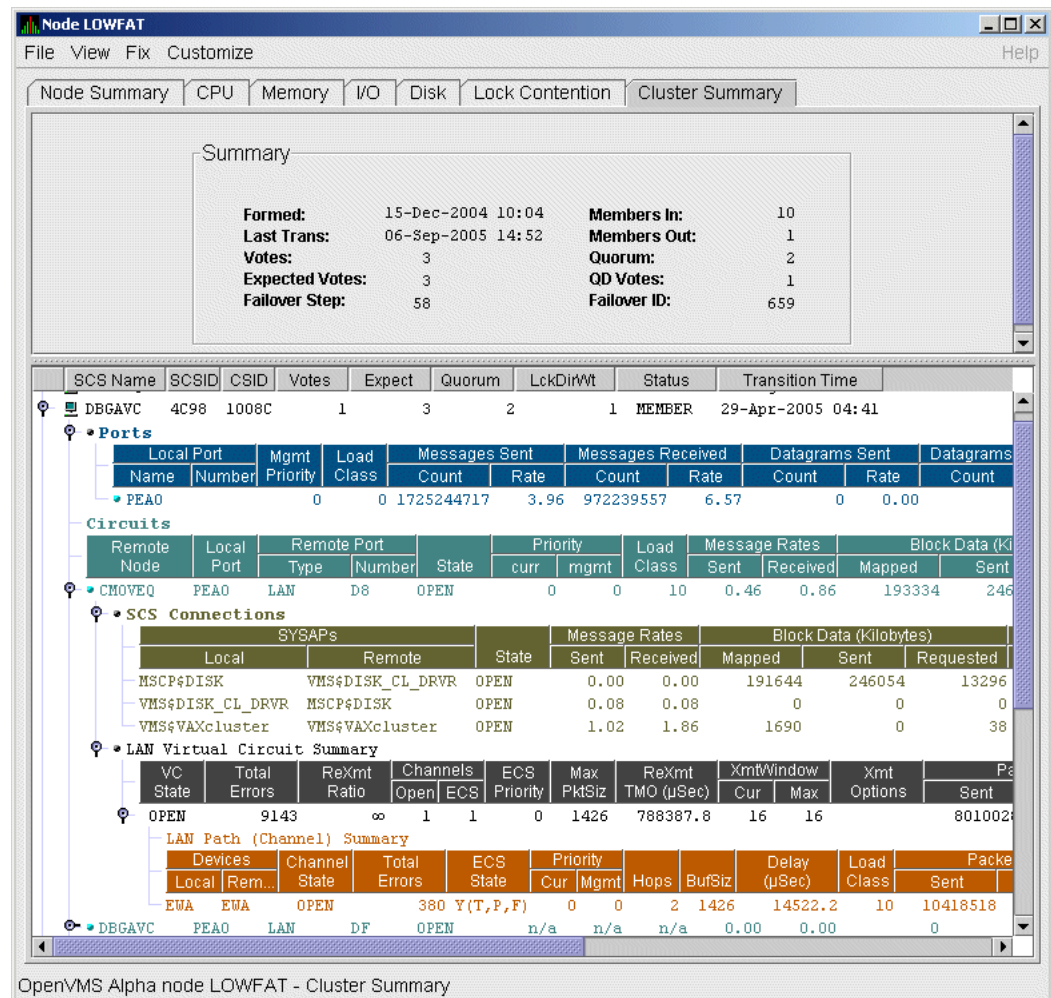 Node LOWFAT
File View Fix Customize Help
Node Summary CPU Memory I/O Disk Lock Contention Cluster Summary
Summary
Formed: 15-Dec-2004 10:04 Members In: 10
Last Trans: 06-Sep-2005 14:52 Members Out: 1
Votes: 3 Quorum: 2
Expected Votes: 3 QD Votes: 1
Failover Step: 58 Failover ID: 659
SCS Name SCSID CSID Votes Expect Quorum LckDirWt Status Transition Time
DBGAVC 4C98 1008C 1 3 2 1 MEMBER 29-Apr-2005 04:41
Ports
Local Port Mgmt Load Messages Sent Messages Received Datagrams Sent Datagrams
Name Number Priority Class Count Rate Count Rate Count Rate Count
PEA0 0 0 1725244717 3.96 972239557 6.57 0 0.00
Circuits
Remote Local Remote Port Priority Load Message Rates Block Data (Ki
Node Port Type Number State curr mgmt Class Sent Received Mapped Sent
CMOVEQ PEA0 LAN D8 OPEN 0 0 10 0.46 0.86 193334 246
SCS Connections
SYSAPs Message Rates Block Data (Kilobytes)
Local Remote State Sent Received Mapped Sent Requested
MSCP$DISK VMS$DISK_CL_DRVR OPEN 0.00 0.00 191644 246054 13296
VMS$DISK_CL_DRVR MSCP$DISK OPEN 0.08 0.08 0 0 0
VMS$VAXcluster VMS$VAXcluster OPEN 1.02 1.86 1690 0 38
LAN Virtual Circuit Summary
VC Total ReXmt Channels ECS Max ReXmt XmtWindow Xmt Pa
State Errors Ratio Open ECS Priority PktSiz TMO (µSec) Cur Max Options Sent
OPEN 9143 ∞ 1 1 0 1426 788387.8 16 16 801002
LAN Path (Channel) Summary
Devices Channel Total ECS Priority Delay Load Packe
Local Rem... State Errors State Cur Mgmt Hops BufSiz (µSec) Class Sent
EWA EWA OPEN 380 Y(T,P,F) 0 0 2 1426 14522.2 10 10418518
DBGAVC PEA0 LAN DF OPEN n/a n/a n/a 0.00 0.00 0
OpenVMS Alpha node LOWFAT - Cluster Summary